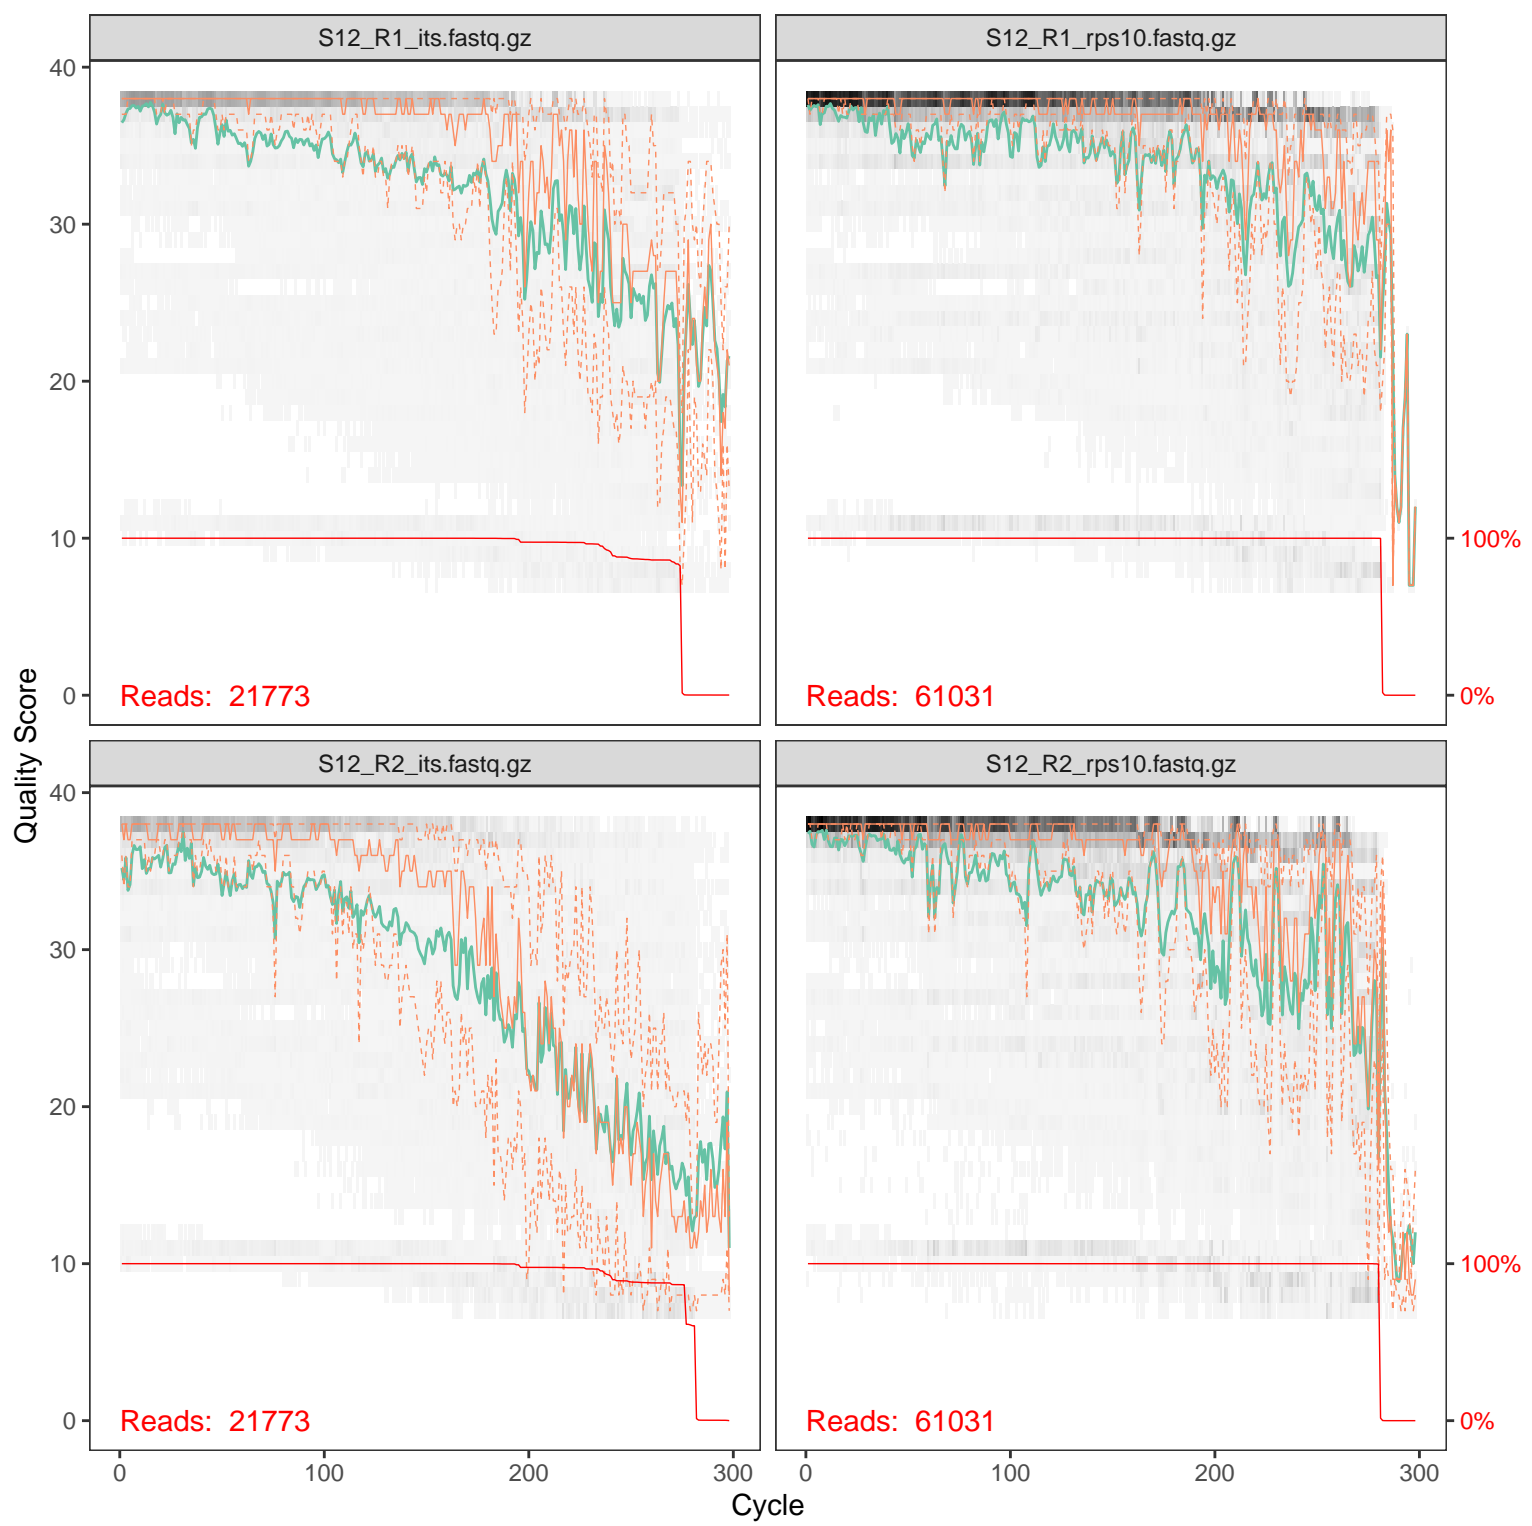 S12_R1_its.fastq.gz
S12_R1_rps10.fastq.gz
40
30
20
10
0
Reads: 21773
Reads: 61031
100%
0%
Quality Score
S12_R2_its.fastq.gz
S12_R2_rps10.fastq.gz
40
30
20
10
0
Reads: 21773
Reads: 61031
100%
0%
0 100 200 300
0 100 200 300
Cycle